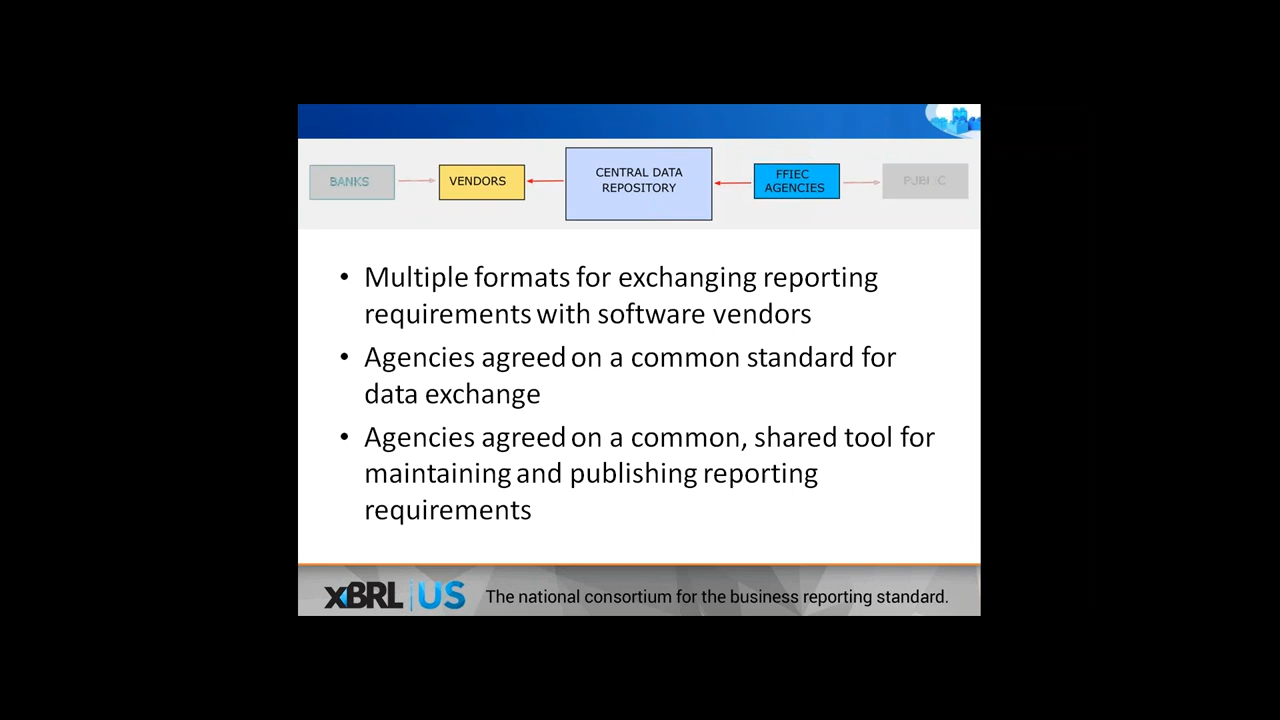 BANKS
VENDORS
CENTRAL DATA
REPOSITORY
FFIEC
AGENCIES
PUBLIC
• Multiple formats for exchanging reporting
requirements with software vendors
• Agencies agreed on a common standard for
data exchange
• Agencies agreed on a common, shared tool for
maintaining and publishing reporting
requirements
XBRL US The national consortium for the business reporting standard.